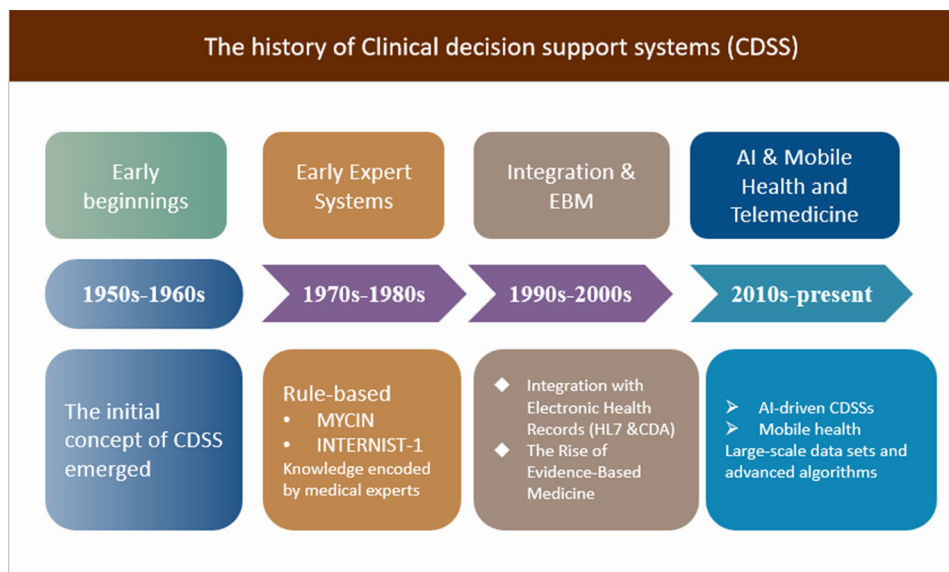 The history of Clinical decision support systems (CDSS)
Early
beginnings
Early Expert
Systems
Integration &
EBM
AI & Mobile
Health and
Telemedicine
1950s-1960s
1970s-1980s
1990s-2000s
2010s-present
The initial
concept of CDSS
emerged
Rule-based
• MYCIN
• INTERNIST-1
Knowledge encoded
by medical experts
❖ Integration with
Electronic Health
Records (HL7 &CDA)
❖ The Rise of
Evidence-Based
Medicine
➢ AI-driven CDSSs
➢ Mobile health
Large-scale data sets and
advanced algorithms